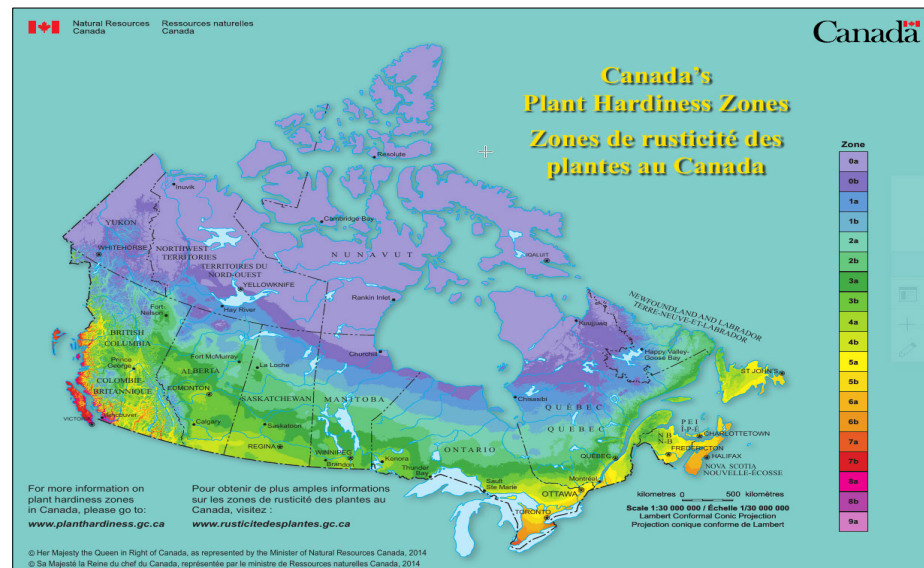 Natural Resources Canada
Ressources naturelles Canada
Canada
Canada's
Plant Hardiness Zones
Zones de rusticité des
plantes au Canada
Zone
0a
0b
1a
1b
2a
2b
3a
3b
4a
4b
5a
5b
6a
6b
7a
7b
8a
8b
9a
Resolute
Inuvik
Cambridge Bay
YUKON
WHITEHORSE
NORTHWEST
TERRITORIES
TERRITOIRES DU
NORD-OUEST
NUNAVUT
IQALUIT
YELLOWKNIFE
Hay River
Rankin Inlet
Fort
Nelson
Kuujjuaq
NEWFOUNDLAND AND LABRADOR
TERRE-NEUVE-ET-LABRADOR
BRITISH
COLUMBIA
Prince
George
COLOMBIE-
BRITANNIQUE
Fort McMurray
La Loche
Churchill
Happy Valley-
Goose Bay
ALBERTA
EDMONTON
ST JOHN'S
SASKATCHEWAN
MANITOBA
Chisasibi
QUÉBEC
QUÉBEC
VICTORIA
Vancouver
Calgary
Saskatoon
REGINA
WINNIPEG
Brandon
Kenora
ONTARIO
Thunder
Bay
Sault
Ste Marie
QUÉBEC
Montréal
OTTAWA
TORONTO
PEI
I-P-E
CHARLOTTETOWN
N B
N-B
FREDERICTON
HALIFAX
NOVA SCOTIA
NOUVELLE-ÉCOSSE
For more information on
plant hardiness zones
in Canada, please go to:
www.planthardiness.gc.ca
Pour obtenir de plus amples informations
sur les zones de rusticité des plantes au
Canada, visitez :
www.rusticitedesplantes.gc.ca
kilometres 0 500 kilomètres
Scale 1:30 000 000 / Échelle 1/30 000 000
Lambert Conformal Conic Projection
Projection conique conforme de Lambert
© Her Majesty the Queen in Right of Canada, as represented by the Minister of Natural Resources Canada, 2014
© Sa Majesté la Reine du chef du Canada, représentée par le ministre de Ressources naturelles Canada, 2014